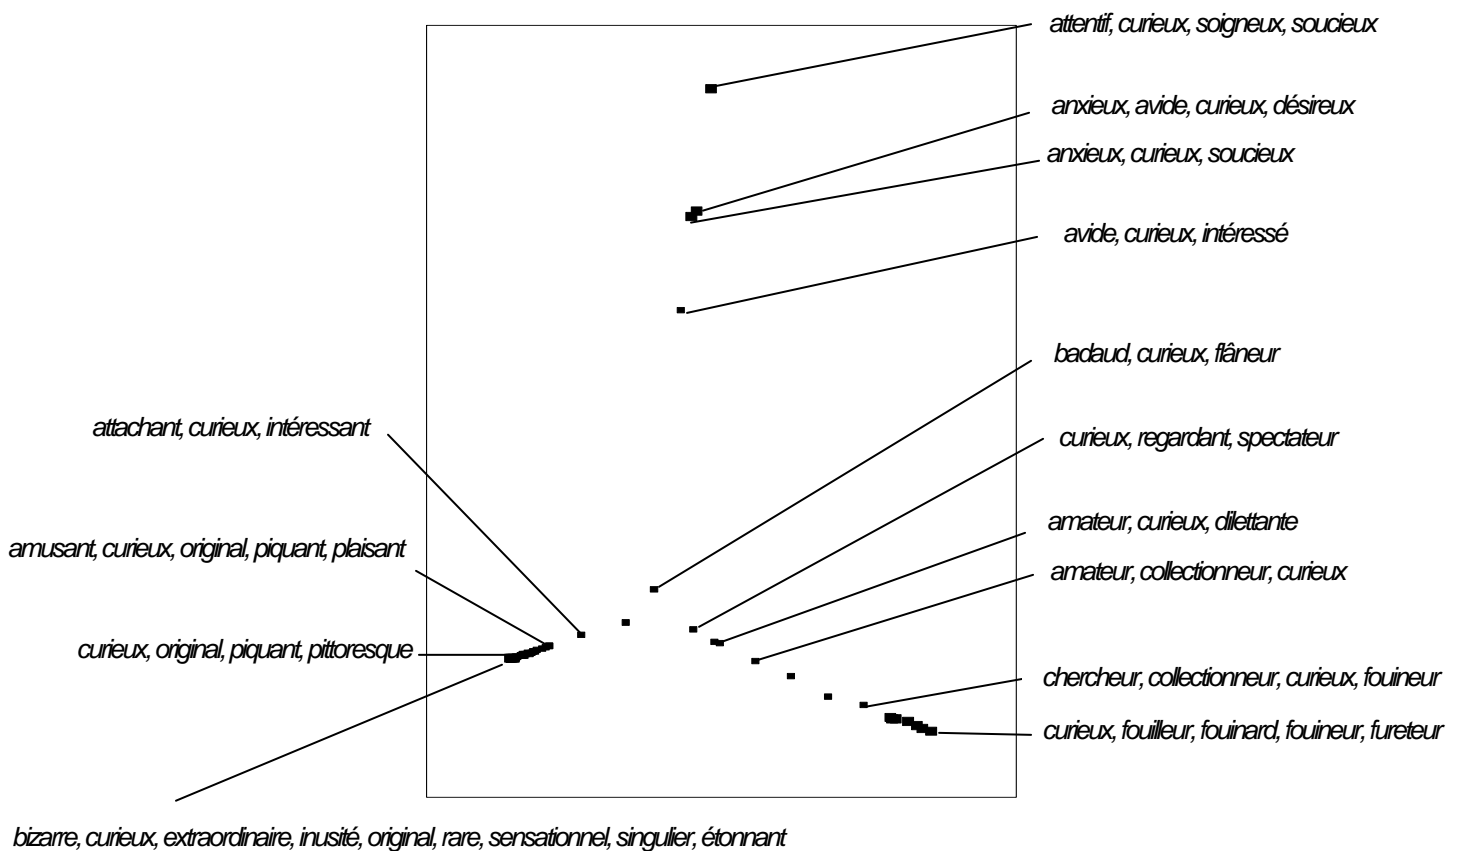 attentif, curieux, soigneux, soucieux
anxieux, avide, curieux, désireux
anxieux, curieux, soucieux
avide, curieux, intéressé
badaud, curieux, flâneur
attachant, curieux, intéressant
curieux, regardant, spectateur
amateur, curieux, dilettante
amusant, curieux, original, piquant, plaisant
amateur, collectionneur, curieux
curieux, original, piquant, pittoresque
chercheur, collectionneur, curieux, fouineur
curieux, fouilleur, fouinard, fouineur, fureteur
bizarre, curieux, extraordinaire, inusité, original, rare, sensationnel, singulier, étonnant